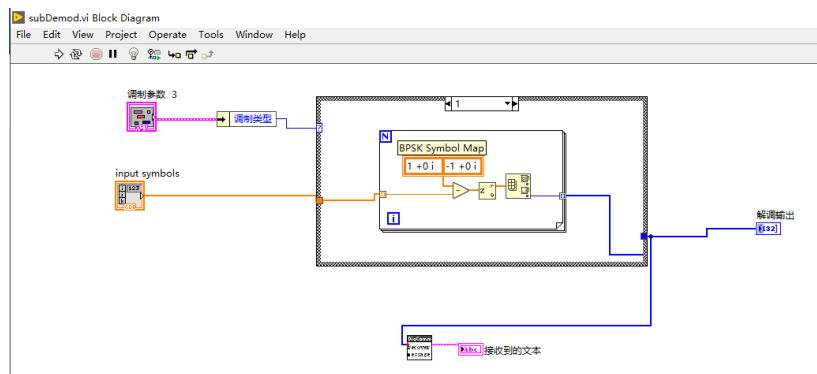 subDemod.vi Block Diagram
File Edit View Project Operate Tools Window Help
调制参数 3
调制类型
1
input symbols
N
BPSK Symbol Map
1 +0 i -1 +0 i
i
解调输出
I32
abc 接收到的文本